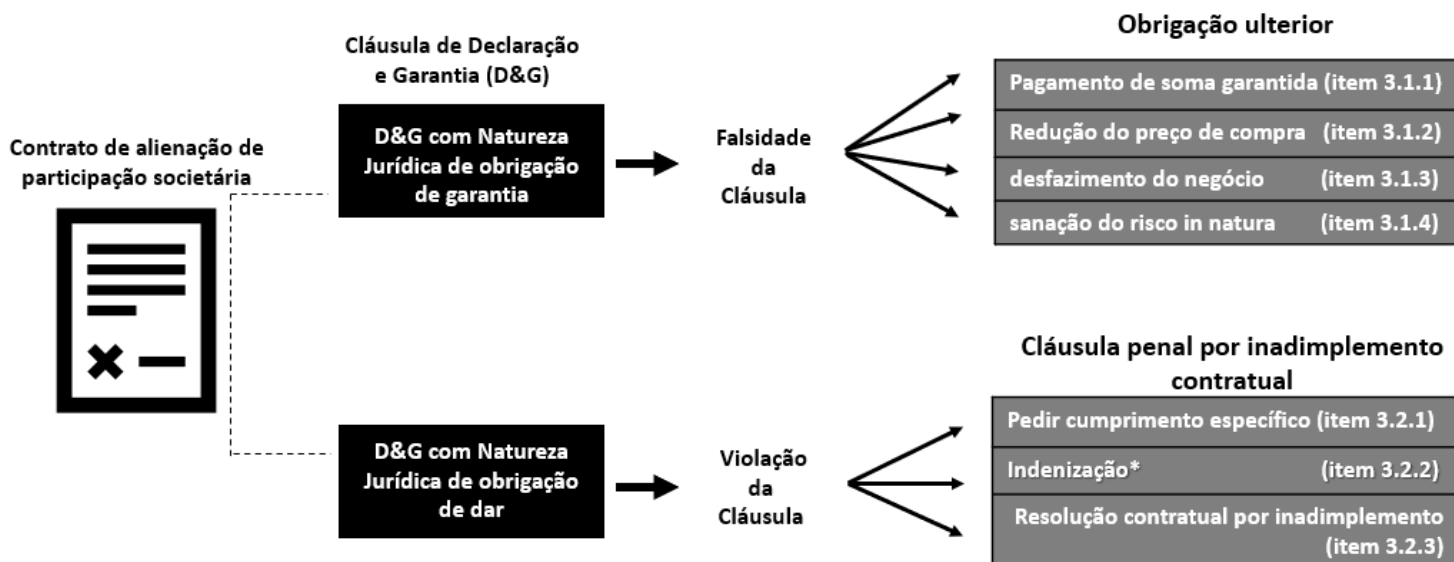 Contrato de alienação de
participação societária
Cláusula de Declaração
e Garantia (D&G)
D&G com Natureza
Jurídica de obrigação
de garantia
Falsidade
da
Cláusula
Obrigação ulterior
Pagamento de soma garantida (item 3.1.1)
Redução do preço de compra (item 3.1.2)
desfazimento do negócio (item 3.1.3)
sanação do risco in natura (item 3.1.4)
D&G com Natureza
Jurídica de obrigação
de dar
Violação
da
Cláusula
Cláusula penal por inadimplemento
contratual
Pedir cumprimento específico (item 3.2.1)
Indenização* (item 3.2.2)
Resolução contratual por inadimplemento
(item 3.2.3)